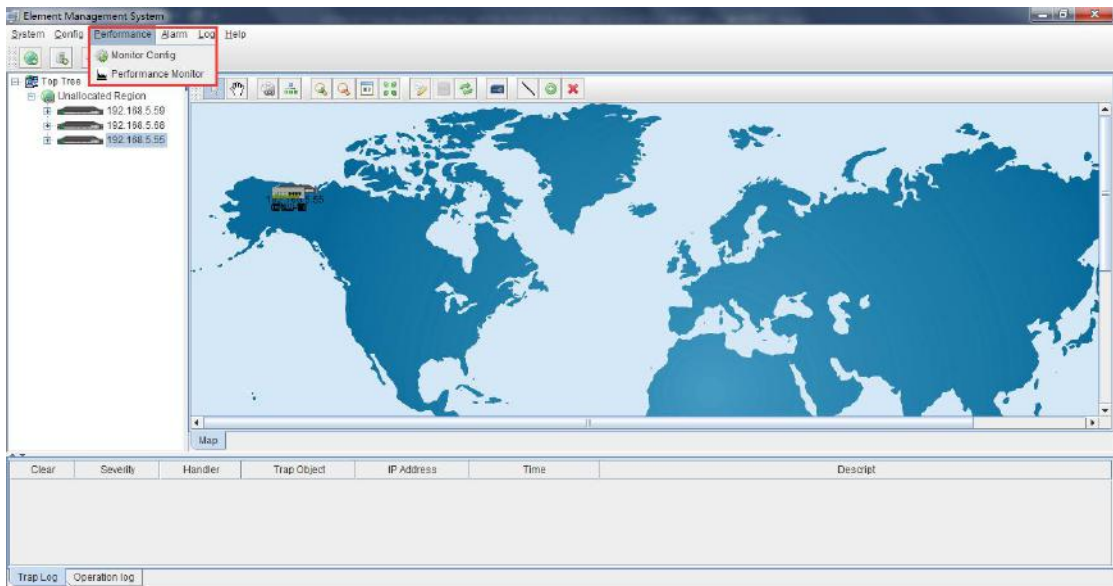 Element Management System
System Config Performance Alarm Log Help
Monitor Config
Performance Monitor
Top Tree
Unallocated Region
192.168.5.59
192.168.5.68
192.168.5.55
Map
Clear Severity Handler Trap Object IP Address Time Descript
Trap Log Operation log